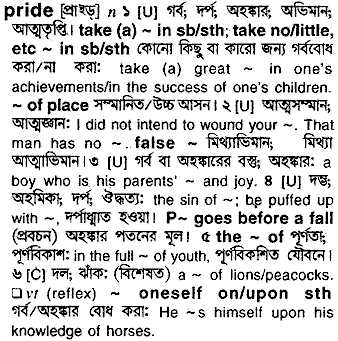 pride [প্রাইড্] n ১ [U] গর্ব, দর্প, অহঙ্কার, অভিমান;
আত্মতৃপ্তি। take (a) ~ in sb/sth; take no/little,
etc ~ in sb/sth কোনো কিছু বা কারো জন্য গর্ববোধ
করা/না করা: take (a) great ~ in one's
achievements/in the success of one's children.
~ of place সম্মানিত/উচ্চ আসন। ২ [U] আত্মসম্মান;
আত্মজ্ঞান: I did not intend to wound your ~. That
man has no ~. false ~ মিথ্যাভিমান; মিথ্যা
আত্মাভিমান। ৩ [U] গর্ব বা অহঙ্কারের বস্তু; অহঙ্কার: a
boy who is his parents' ~ and joy. ৪ [U] দম্ভ,
অহমিকা; দর্প, ঔদ্ধত্য: the sin of ~; be puffed up
with ~, দর্পাধ্মাত হওয়া। P~ goes before a fall
(প্রবচন) অহঙ্কার পতনের মূল। ৫ the ~ of পূর্ণতা;
পূর্ণবিকাশ: in the full ~ of youth, পূর্ণবিকশিত যৌবনে।
৬ [C] দল; ঝাঁক: (বিশেষত) a ~ of lions/peacocks.
❑ vt (reflex) ~ oneself on/upon sth
গর্ব/অহঙ্কার বোধ করা: He ~s himself upon his
knowledge of horses.